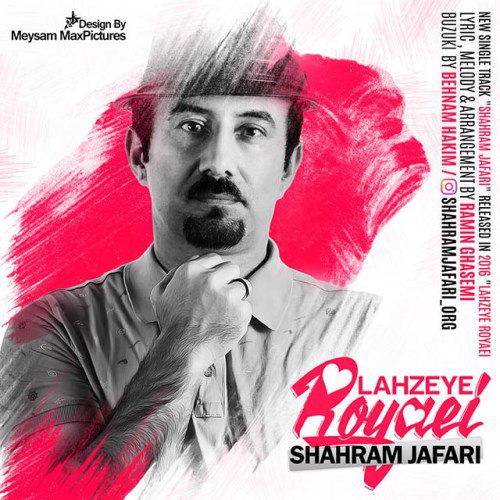 Design By
Meysam MaxPictures
NEW SINGLE TRACK "SHAHRAM JAFARI" RELEASED IN 2016 "LAHZEYE ROYAEI
LYRIC , MELODY & ARRANGEMENT BY RAMIN GHASEMI
BUZUKI BY BEHNAM HAKIM / SHAHRAMJAFARI_ORG
LAHZEYE
Royaei
SHAHRAM JAFARI